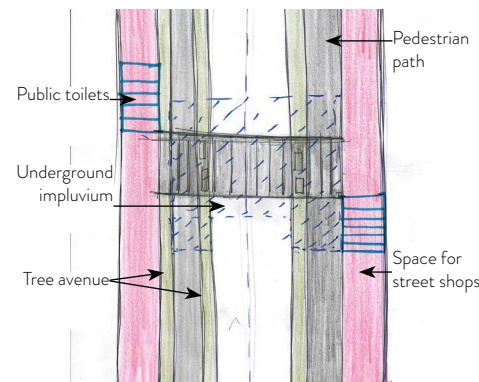 Pedestrian
path
Public toilets
Underground
impluvium
Tree avenue
Space for
street shops